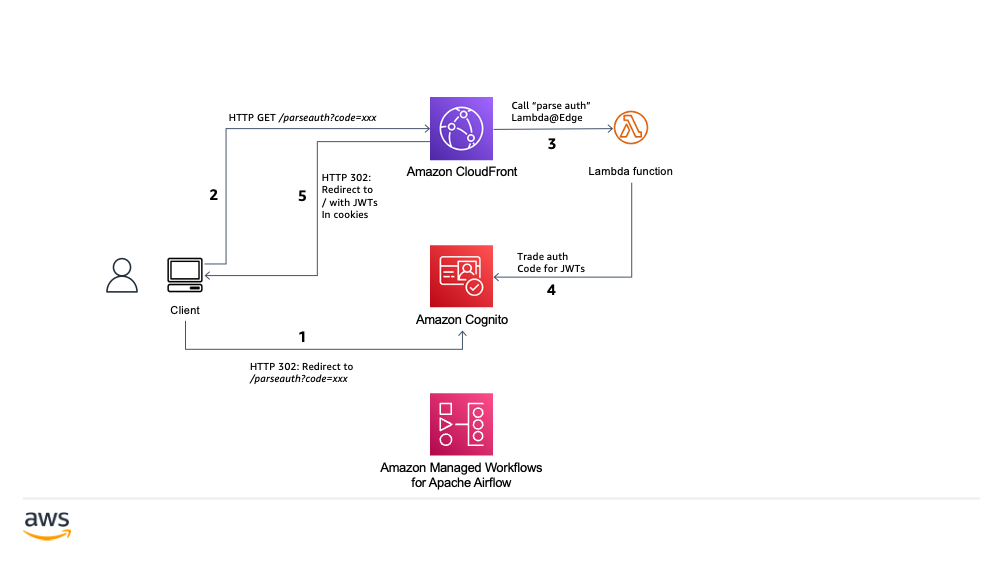 HTTP GET /parseauth?code=xxx
Call “parse auth”
Lambda@Edge
3
Amazon CloudFront
Lambda function
2
5
HTTP 302:
Redirect to
/ with JWTs
In cookies
Trade auth
Code for JWTs
4
Client
Amazon Cognito
1
HTTP 302: Redirect to
/parseauth?code=xxx
Amazon Managed Workflows
for Apache Airflow
aws